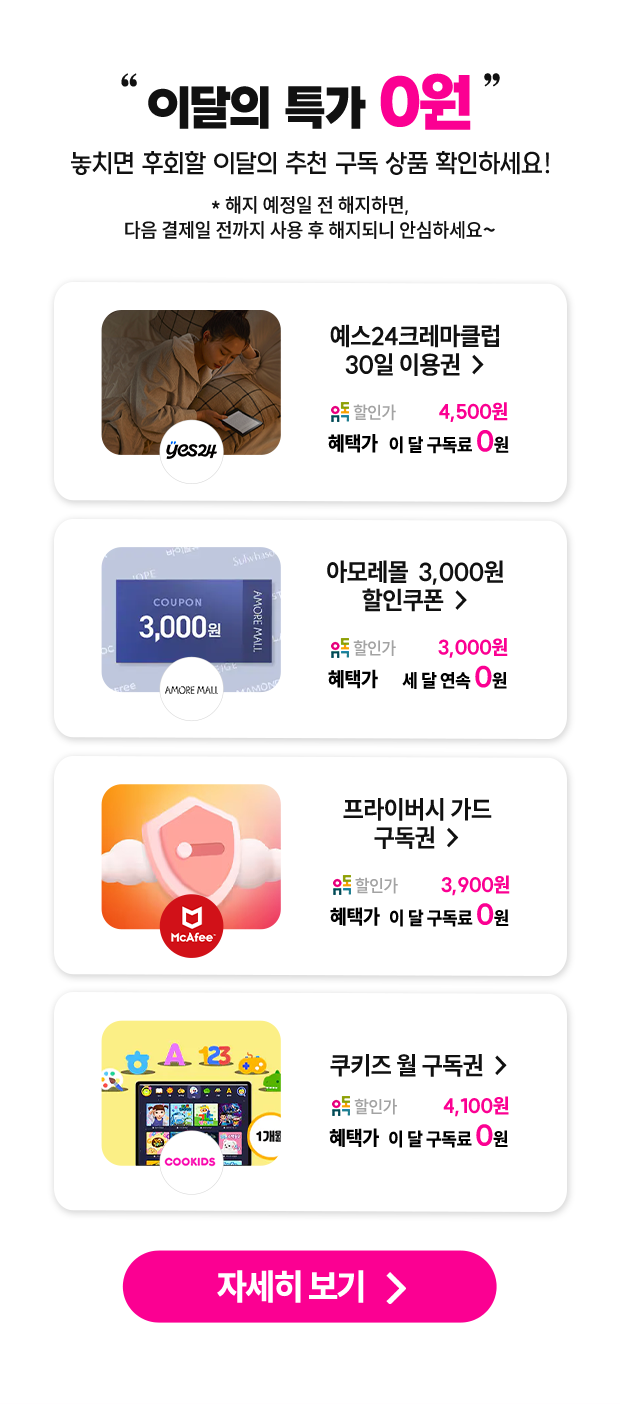 “ 이달의 특가 0원 ”
놓치면 후회할 이달의 추천 구독 상품 확인하세요!
* 해지 예정일 전 해지하면,
다음 결제일 전까지 사용 후 해지되니 안심하세요~
yes24
예스24크레마클럽
30일 이용권 >
유독 할인가 4,500원
혜택가 이 달 구독료 0원
COUPON
3,000원
AMORE MALL
AMORE MALL
아모레몰 3,000원
할인쿠폰 >
유독 할인가 3,000원
혜택가 세 달 연속 0원
McAfee™
프라이버시 가드
구독권 >
유독 할인가 3,900원
혜택가 이 달 구독료 0원
A 123
1개월
COOKIDS
쿠키즈 월 구독권 >
유독 할인가 4,100원
혜택가 이 달 구독료 0원
자세히 보기 >